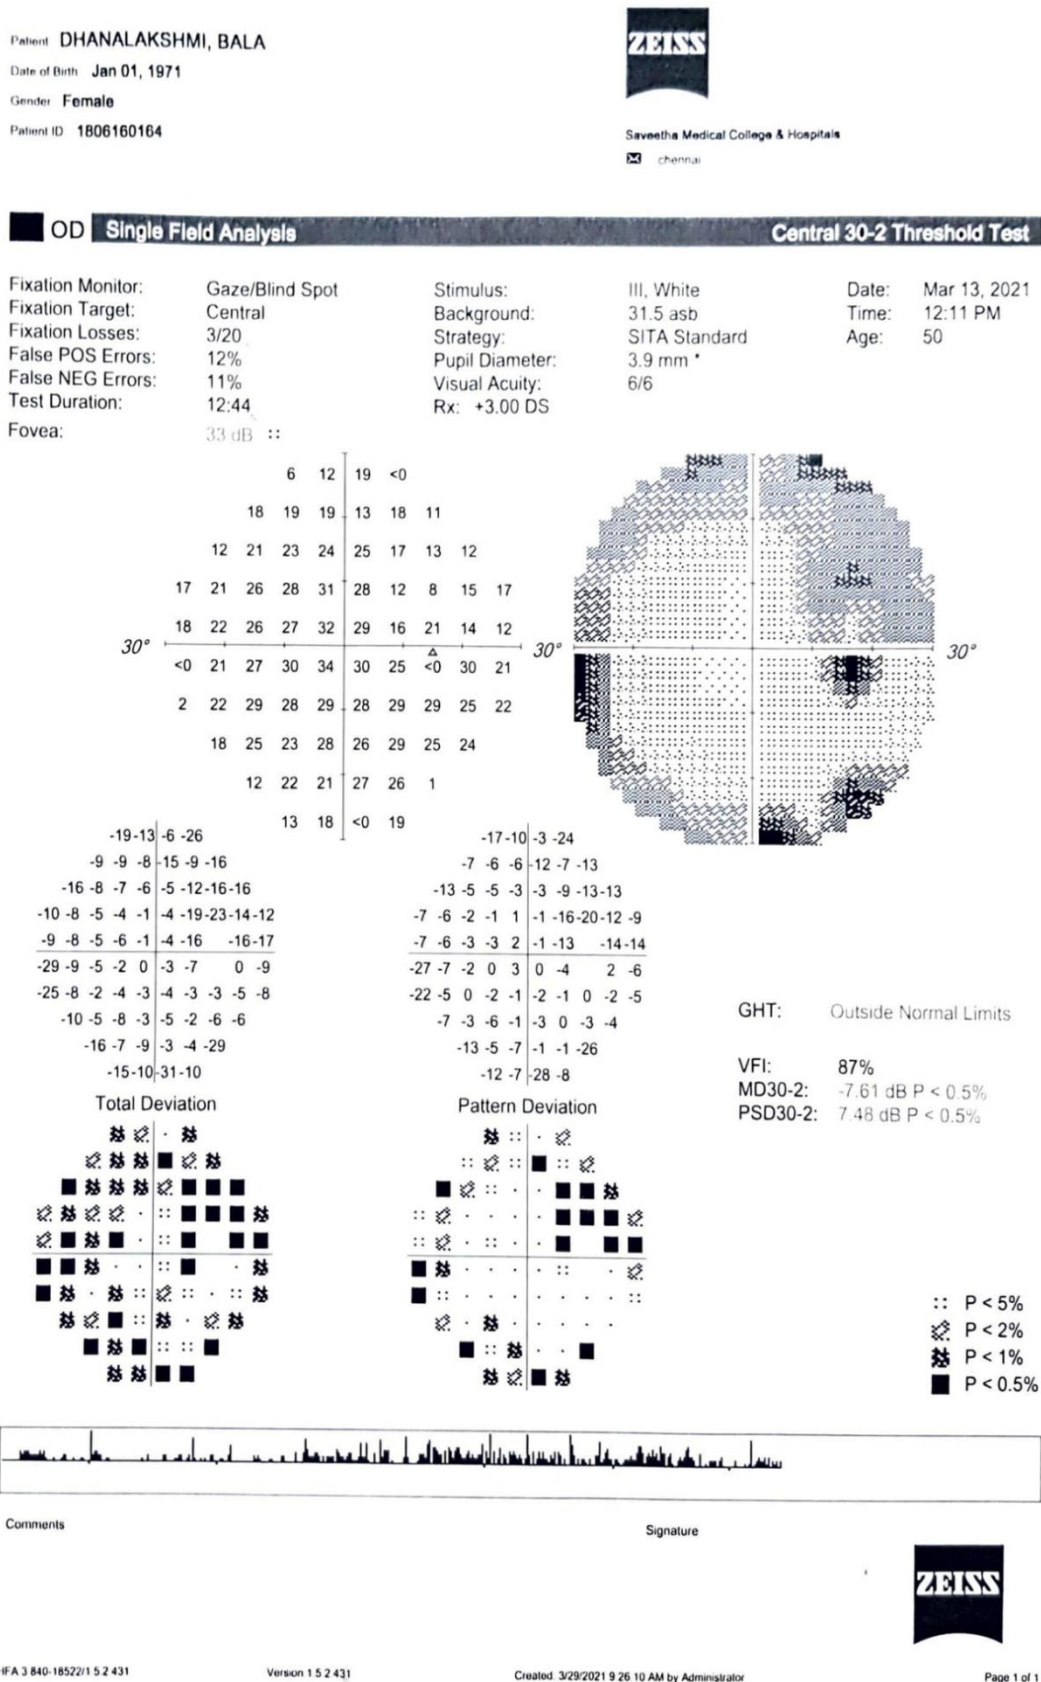 Patient DHANALAKSHMI, BALA
Date of Birth Jan 01, 1971
Gender Female
Patient ID 1806160164
ZEISS
Saveetha Medical College & Hospitals
chennai
OD Single Field Analysis Central 30-2 Threshold Test
Fixation Monitor: Gaze/Blind Spot Stimulus: III, White Date: Mar 13, 2021
Fixation Target: Central Background: 31.5 asb Time: 12:11 PM
Fixation Losses: 3/20 Strategy: SITA Standard Age: 50
False POS Errors: 12% Pupil Diameter: 3.9 mm *
False NEG Errors: 11% Visual Acuity: 6/6
Test Duration: 12:44 Rx: +3.00 DS
Fovea: 33 dB ::
6 12 19 <0
18 19 19 13 18 11
12 21 23 24 25 17 13 12
17 21 26 28 31 28 12 8 15 17
18 22 26 27 32 29 16 21 14 12
30° 30° 30°
<0 21 27 30 34 30 25 <0 30 21
2 22 29 28 29 28 29 29 25 22
18 25 23 28 26 29 25 24
12 22 21 27 26 1
13 18 <0 19
-19 -13 -6 -26 -17 -10 -3 -24
-9 -9 -8 -15 -9 -16 -7 -6 -6 -12 -7 -13
-16 -8 -7 -6 -5 -12 -16 -16 -13 -5 -5 -3 -3 -9 -13 -13
-10 -8 -5 -4 -1 -4 -19 -23 -14 -12 -7 -6 -2 -1 1 -1 -16 -20 -12 -9
-9 -8 -5 -6 -1 -4 -16 -16 -17 -7 -6 -3 -3 2 -1 -13 -14 -14
-29 -9 -5 -2 0 -3 -7 0 -9 -27 -7 -2 0 3 0 -4 2 -6
-25 -8 -2 -4 -3 -4 -3 -3 -5 -8 -22 -5 0 -2 -1 -2 -1 0 -2 -5
-10 -5 -8 -3 -5 -2 -6 -6 -7 -3 -6 -1 -3 0 -3 -4
-16 -7 -9 -3 -4 -29 -13 -5 -7 -1 -1 -26
-15 -10 -31 -10 -12 -7 -28 -8
GHT: Outside Normal Limits
VFI: 87%
MD30-2: -7.61 dB P < 0.5%
PSD30-2: 7.48 dB P < 0.5%
Total Deviation Pattern Deviation
:: P < 5%
P < 2%
P < 1%
P < 0.5%
Comments Signature
ZEISS
HFA 3 840-18522/1 5 2 431 Version 1 5 2 431 Created: 3/29/2021 9 26 10 AM by Administrator Page 1 of 1